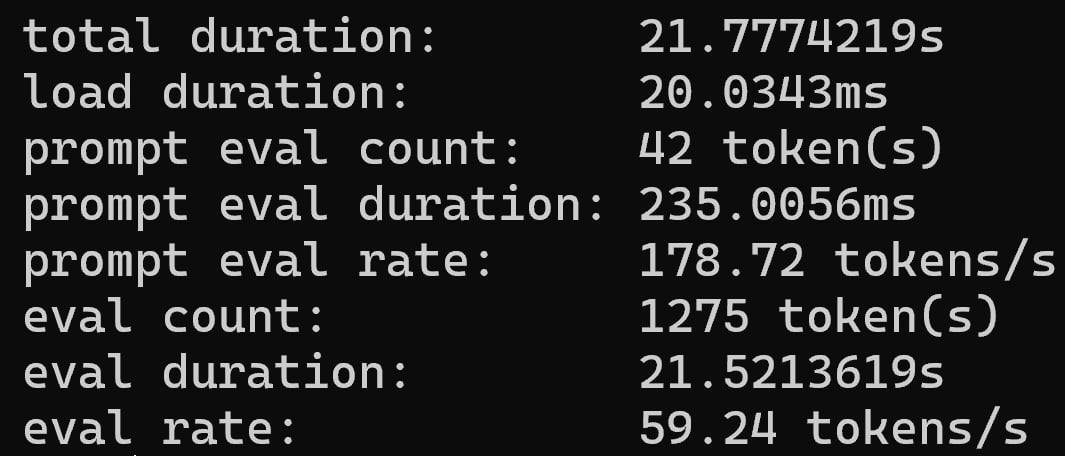 total duration:       21.7774219s
load duration:        20.0343ms
prompt eval count:    42 token(s)
prompt eval duration: 235.0056ms
prompt eval rate:     178.72 tokens/s
eval count:           1275 token(s)
eval duration:        21.5213619s
eval rate:            59.24 tokens/s